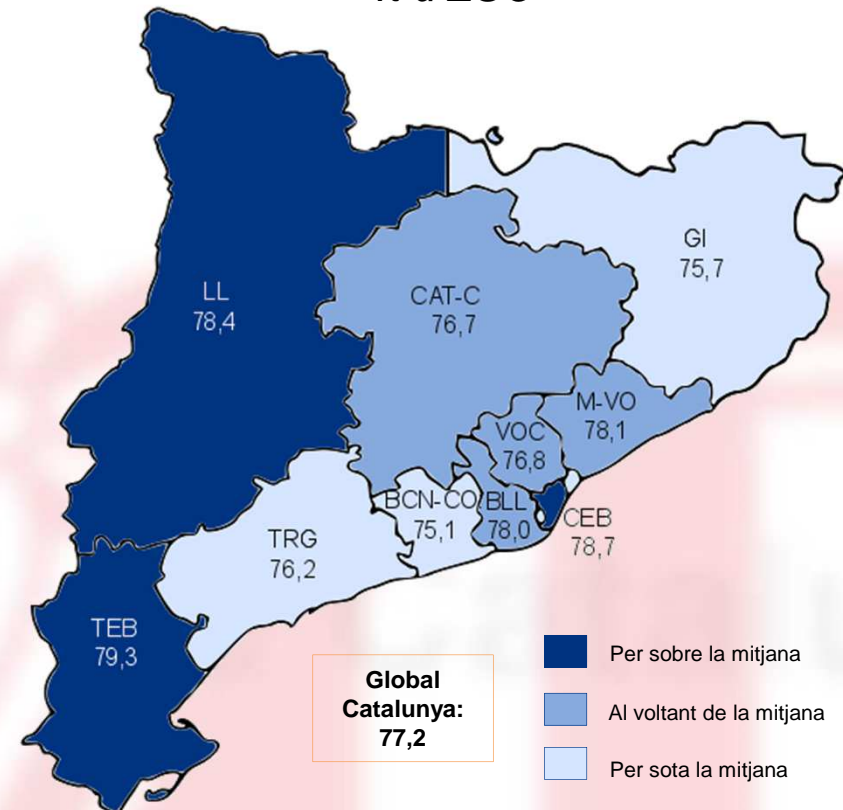 LL
78,4
CAT-C
76,7
GI
75,7
M-VO
78,1
VOC
76,8
BCN-CO
75,1
BLL
78,0
CEB
78,7
TRG
76,2
TEB
79,3
Global
Catalunya:
77,2
Per sobre la mitjana
Al voltant de la mitjana
Per sota la mitjana